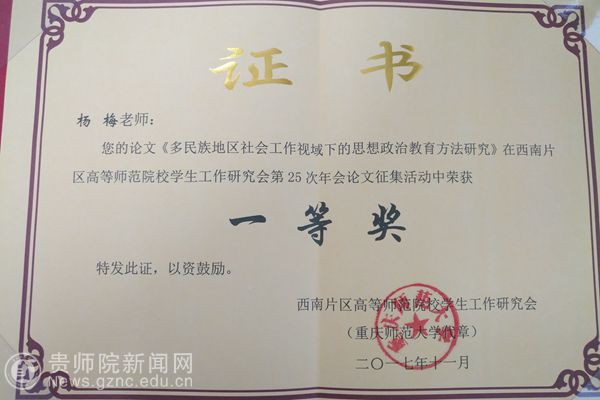 证 书
杨 梅老师：
您的论文《多民族地区社会工作视域下的思想政治教育方法研究》在西南片
区高等师范院校学生工作研究会第25次年会论文征集活动中荣获
一 等 奖
特发此证，以资鼓励。
西南片区高等师范院校学生工作研究会
（重庆师范大学代章）
二〇一七年十一月
重庆师范大学
贵师院新闻网
News.gznc.edu.cn